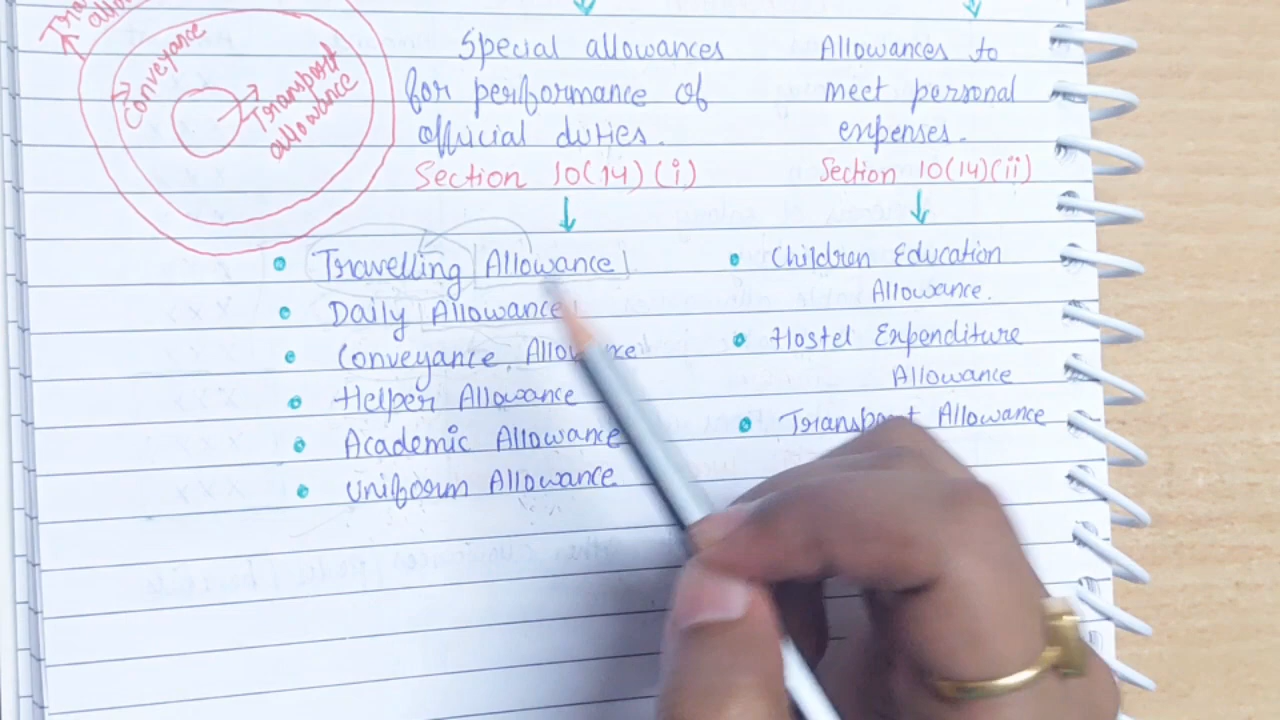 Conveyance
Transport
allowance
Special allowances
for performance of
official duties.
Section 10(14)(i)
Allowances to
meet personal
expenses.
Section 10(14)(ii)
Travelling Allowance
Daily Allowance
Conveyance Allowance
Helper Allowance
Academic Allowance
Uniform Allowance
Children Education
Allowance.
Hostel Expenditure
Allowance
Transport Allowance